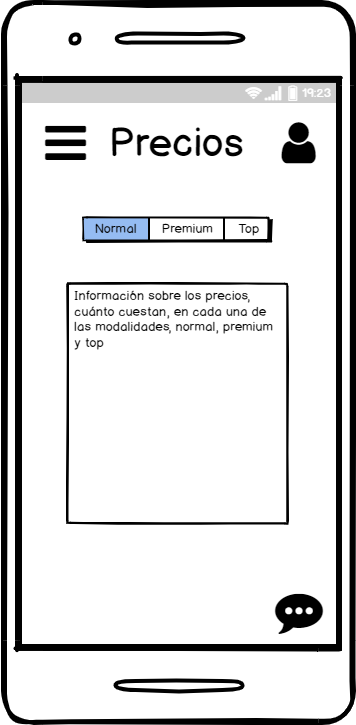 19:23
Precios
Normal Premium Top
Información sobre los precios,
cuánto cuestan, en cada una de
las modalidades, normal, premium
y top